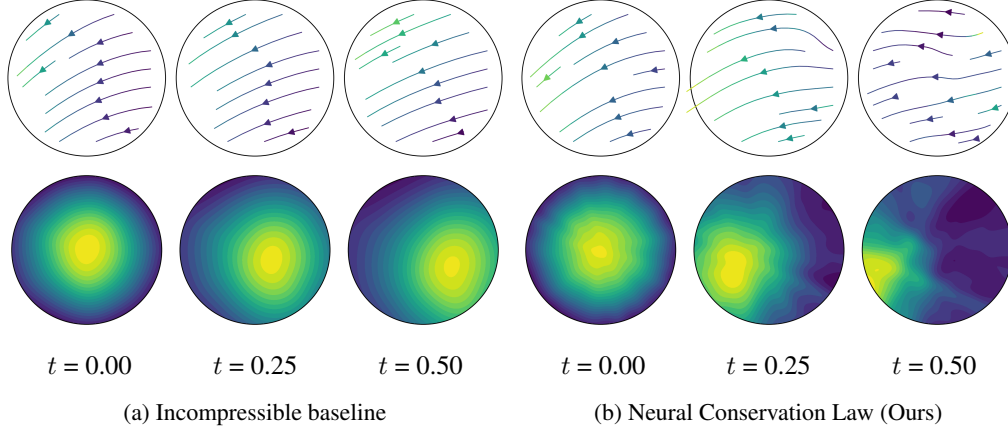 t = 0.00
t = 0.25
t = 0.50
t = 0.00
t = 0.25
t = 0.50
(a) Incompressible baseline
(b) Neural Conservation Law (Ours)